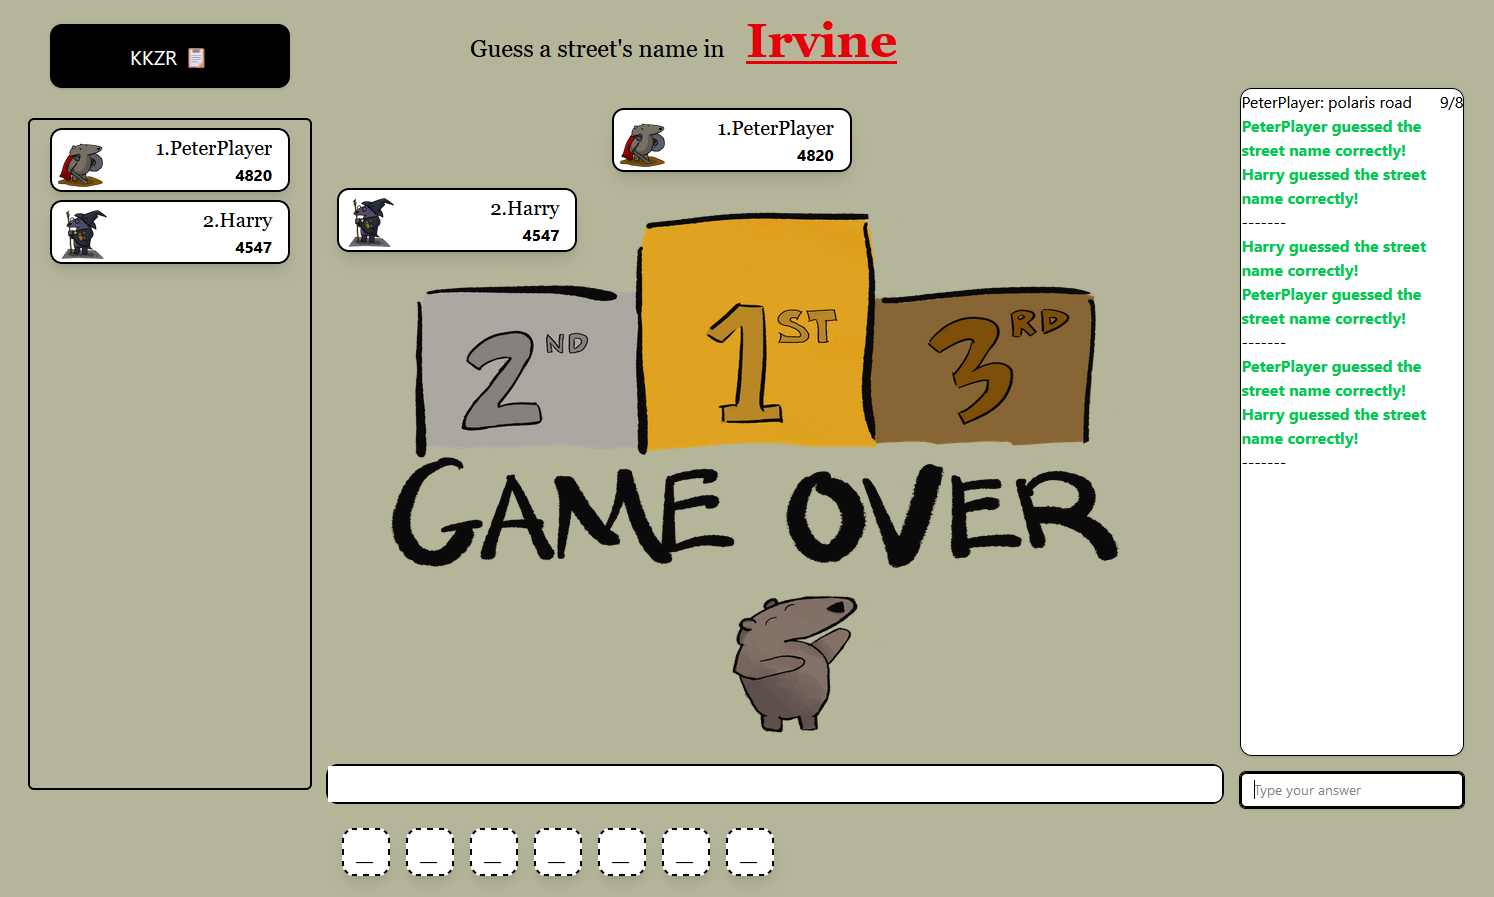 KKZR
Guess a street's name in Irvine
1.PeterPlayer
4820
2.Harry
4547
1.PeterPlayer
4820
2.Harry
4547
2ND
1ST
3RD
GAME OVER
PeterPlayer: polaris road 9/8
PeterPlayer guessed the
street name correctly!
Harry guessed the street
name correctly!
-------
Harry guessed the street
name correctly!
PeterPlayer guessed the
street name correctly!
-------
PeterPlayer guessed the
street name correctly!
Harry guessed the street
name correctly!
-------
Type your answer
_ _ _ _ _ _ _